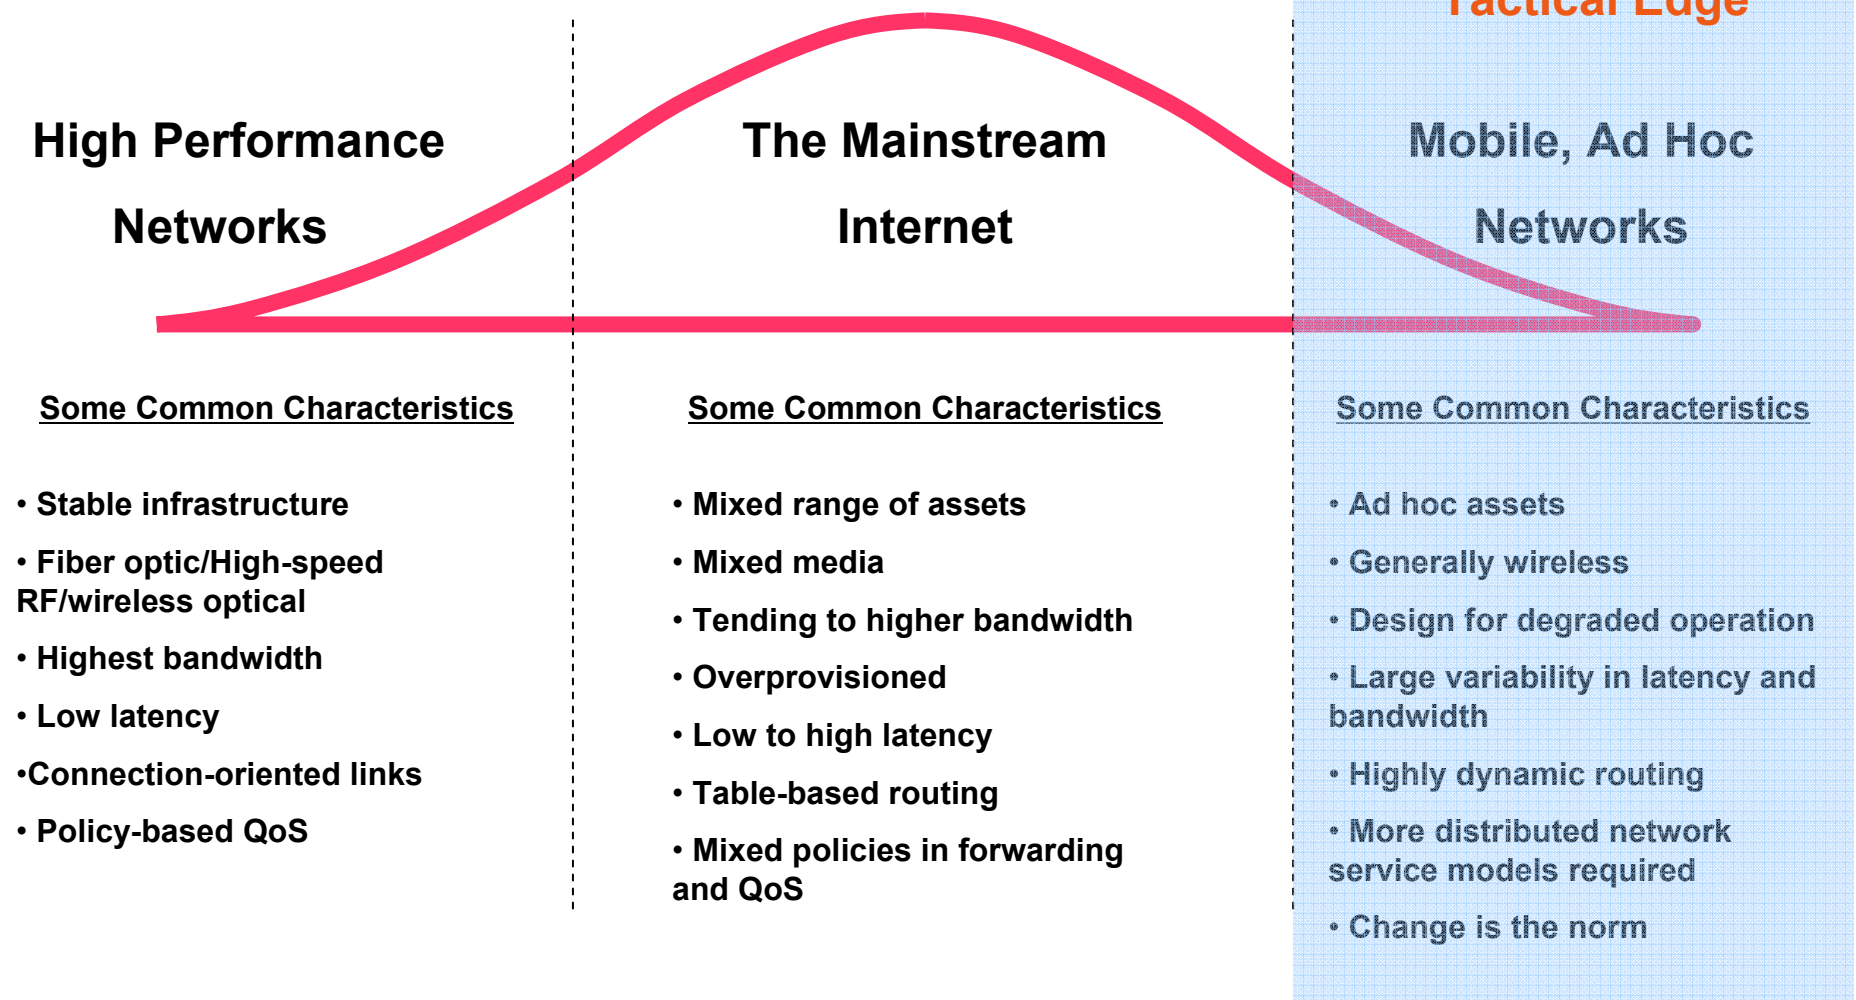 Tactical Edge
High Performance
Networks
The Mainstream
Internet
Mobile, Ad Hoc
Networks
Some Common Characteristics
• Stable infrastructure
• Fiber optic/High-speed
RF/wireless optical
• Highest bandwidth
• Low latency
•Connection-oriented links
• Policy-based QoS
Some Common Characteristics
• Mixed range of assets
• Mixed media
• Tending to higher bandwidth
• Overprovisioned
• Low to high latency
• Table-based routing
• Mixed policies in forwarding
and QoS
Some Common Characteristics
• Ad hoc assets
• Generally wireless
• Design for degraded operation
• Large variability in latency and
bandwidth
• Highly dynamic routing
• More distributed network
service models required
• Change is the norm